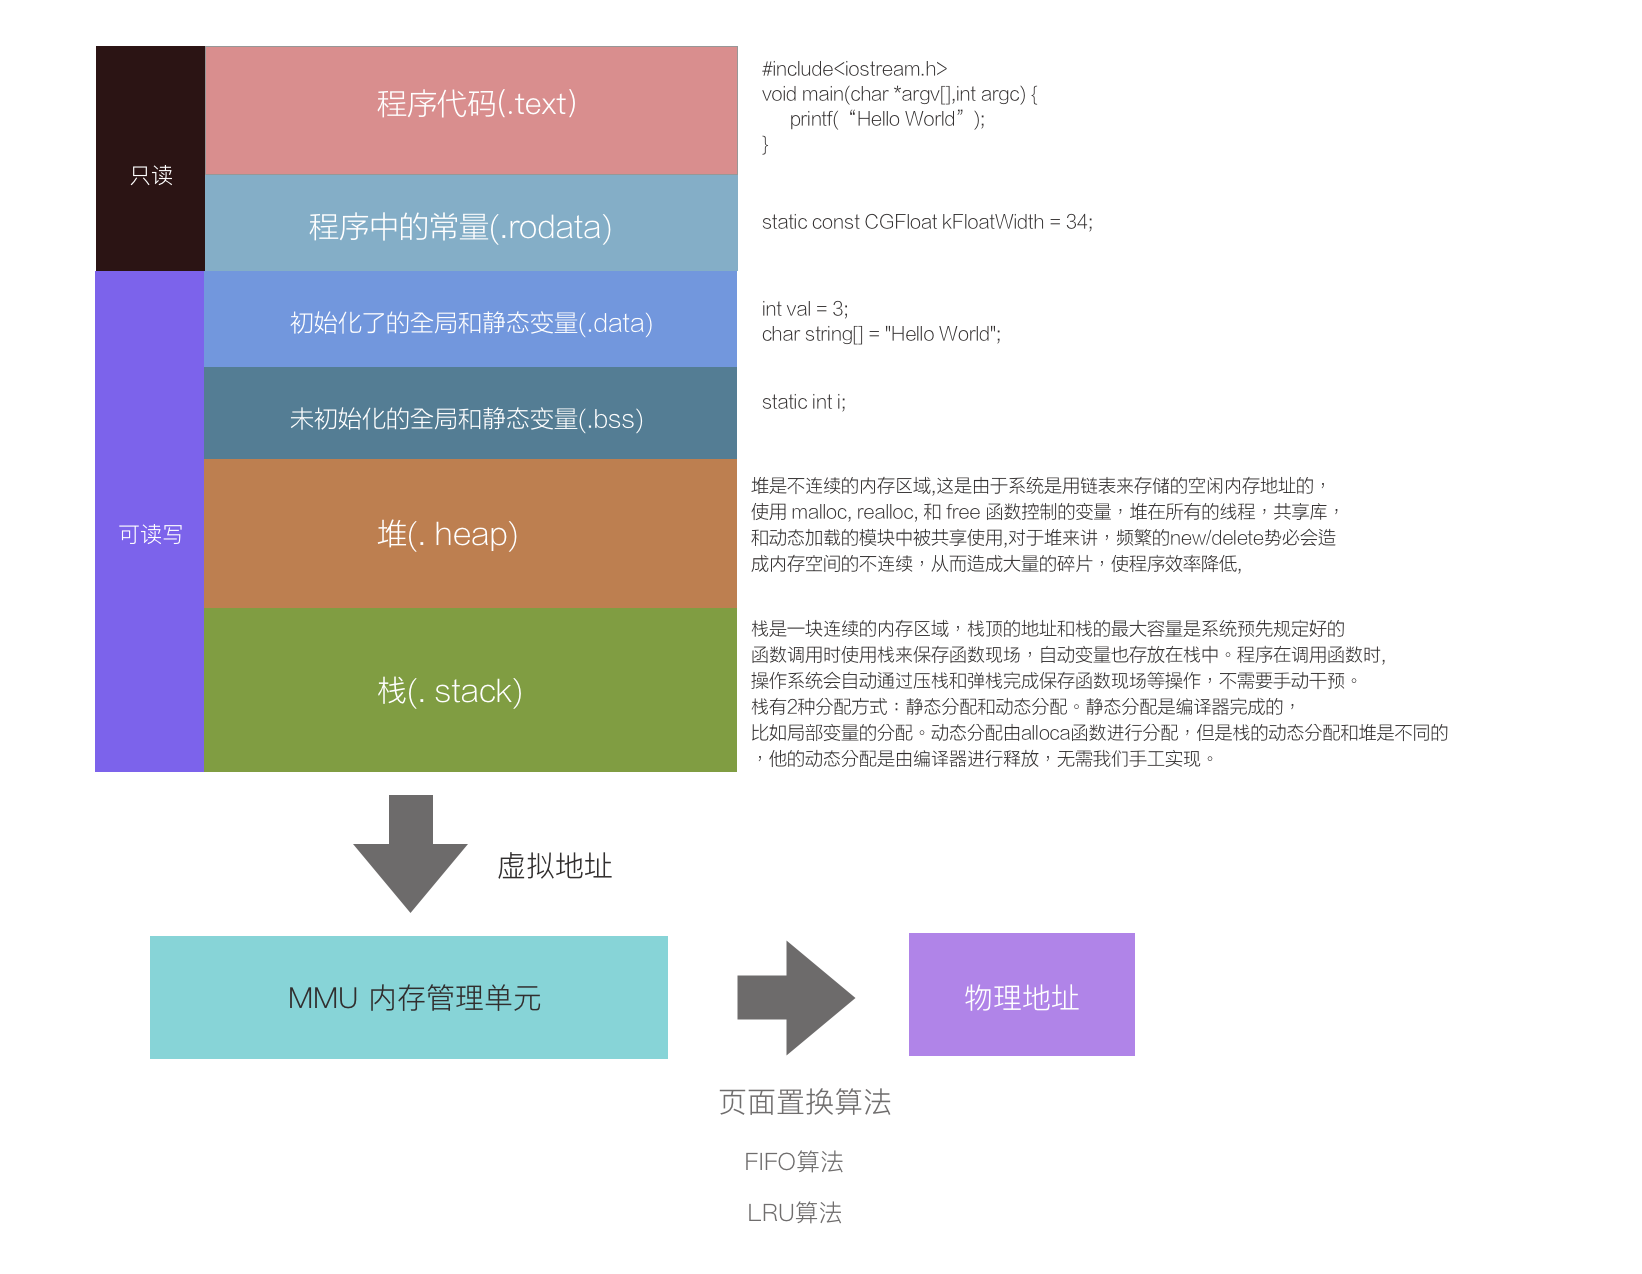 只读
程序代码(.text)
#include<iostream.h>
void main(char *argv[],int argc) {
printf(“Hello World”);
}
程序中的常量(.rodata)
static const CGFloat kFloatWidth = 34;
可读写
初始化了的全局和静态变量(.data)
int val = 3;
char string[] = "Hello World";
未初始化的全局和静态变量(.bss)
static int i;
堆(. heap)
堆是不连续的内存区域,这是由于系统是用链表来存储的空闲内存地址的，
使用 malloc, realloc, 和 free 函数控制的变量，堆在所有的线程，共享库，
和动态加载的模块中被共享使用,对于堆来讲，频繁的new/delete势必会造
成内存空间的不连续，从而造成大量的碎片，使程序效率降低,
栈(. stack)
栈是一块连续的内存区域，栈顶的地址和栈的最大容量是系统预先规定好的
函数调用时使用栈来保存函数现场，自动变量也存放在栈中。程序在调用函数时,
操作系统会自动通过压栈和弹栈完成保存函数现场等操作，不需要手动干预。
栈有2种分配方式：静态分配和动态分配。静态分配是编译器完成的，
比如局部变量的分配。动态分配由alloca函数进行分配，但是栈的动态分配和堆是不同的
，他的动态分配是由编译器进行释放，无需我们手工实现。
虚拟地址
MMU 内存管理单元
物理地址
页面置换算法
FIFO算法
LRU算法